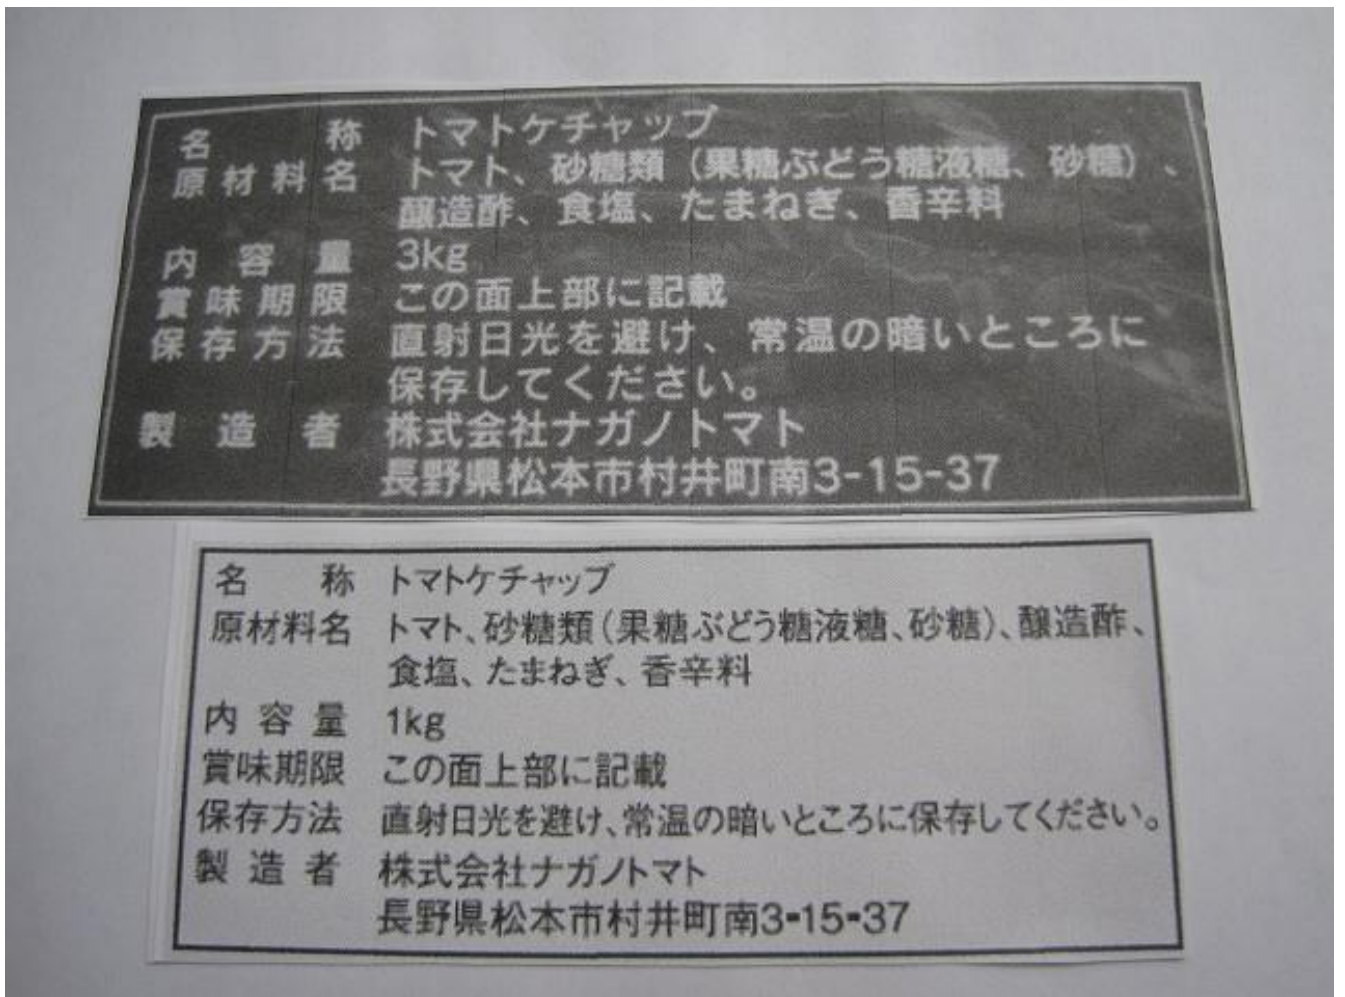 名称 トマトケチャップ
原材料名 トマト、砂糖類（果糖ぶどう糖液糖、砂糖）、
醸造酢、食塩、たまねぎ、香辛料
内容量 3kg
賞味期限 この面上部に記載
保存方法 直射日光を避け、常温の暗いところに
保存してください。
製造者 株式会社ナガノトマト
長野県松本市村井町南3-15-37
名称 トマトケチャップ
原材料名 トマト、砂糖類（果糖ぶどう糖液糖、砂糖）、醸造酢、
食塩、たまねぎ、香辛料
内容量 1kg
賞味期限 この面上部に記載
保存方法 直射日光を避け、常温の暗いところに保存してください。
製造者 株式会社ナガノトマト
長野県松本市村井町南3-15-37